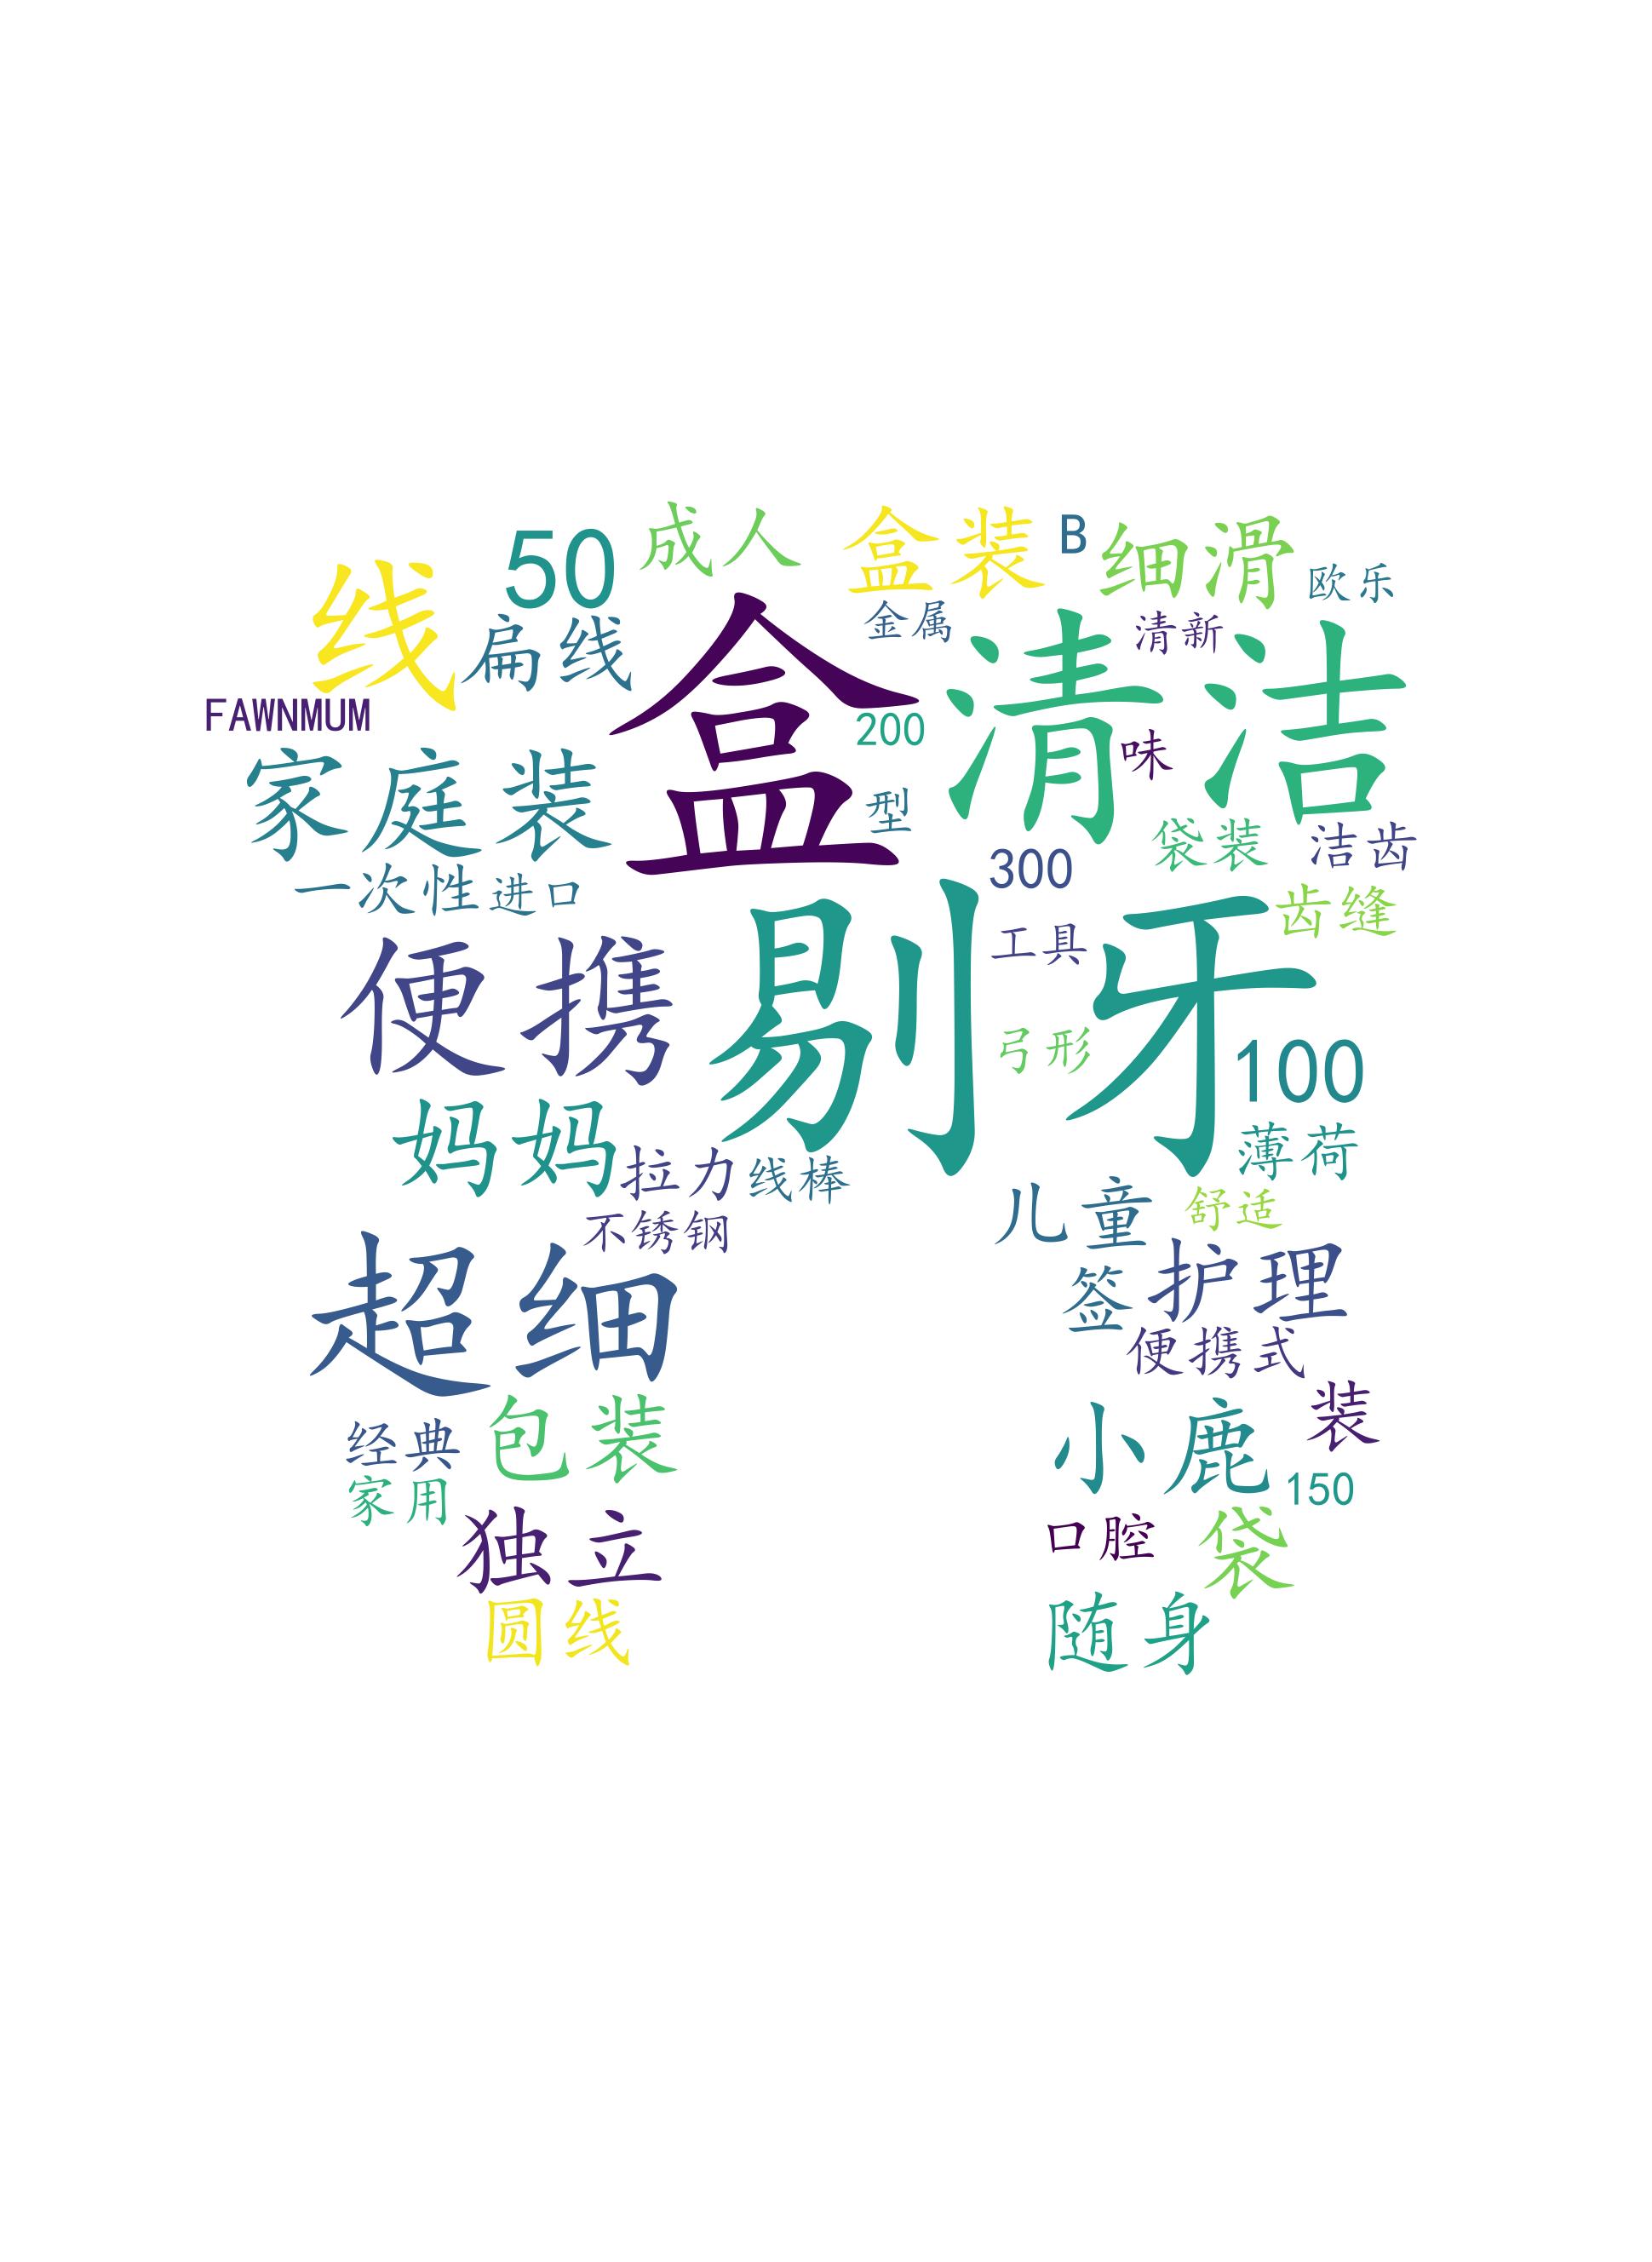 50
成人
盒装
B
细滑
欧乐
线
扁线
金属
清新
FAWNMUM
盒
200
清洁
味
家庭装
型
袋装
洁齿
一次性
进口
300
齿缝
便携
剔牙
工具
弓形
100
妈妈
拉力
线棒
薄荷
不锈钢
儿童
舒适
超细
签
护理
便携式
经典
包装
小鹿
装
家用
150
独立
口腔
袋
圆线
随身